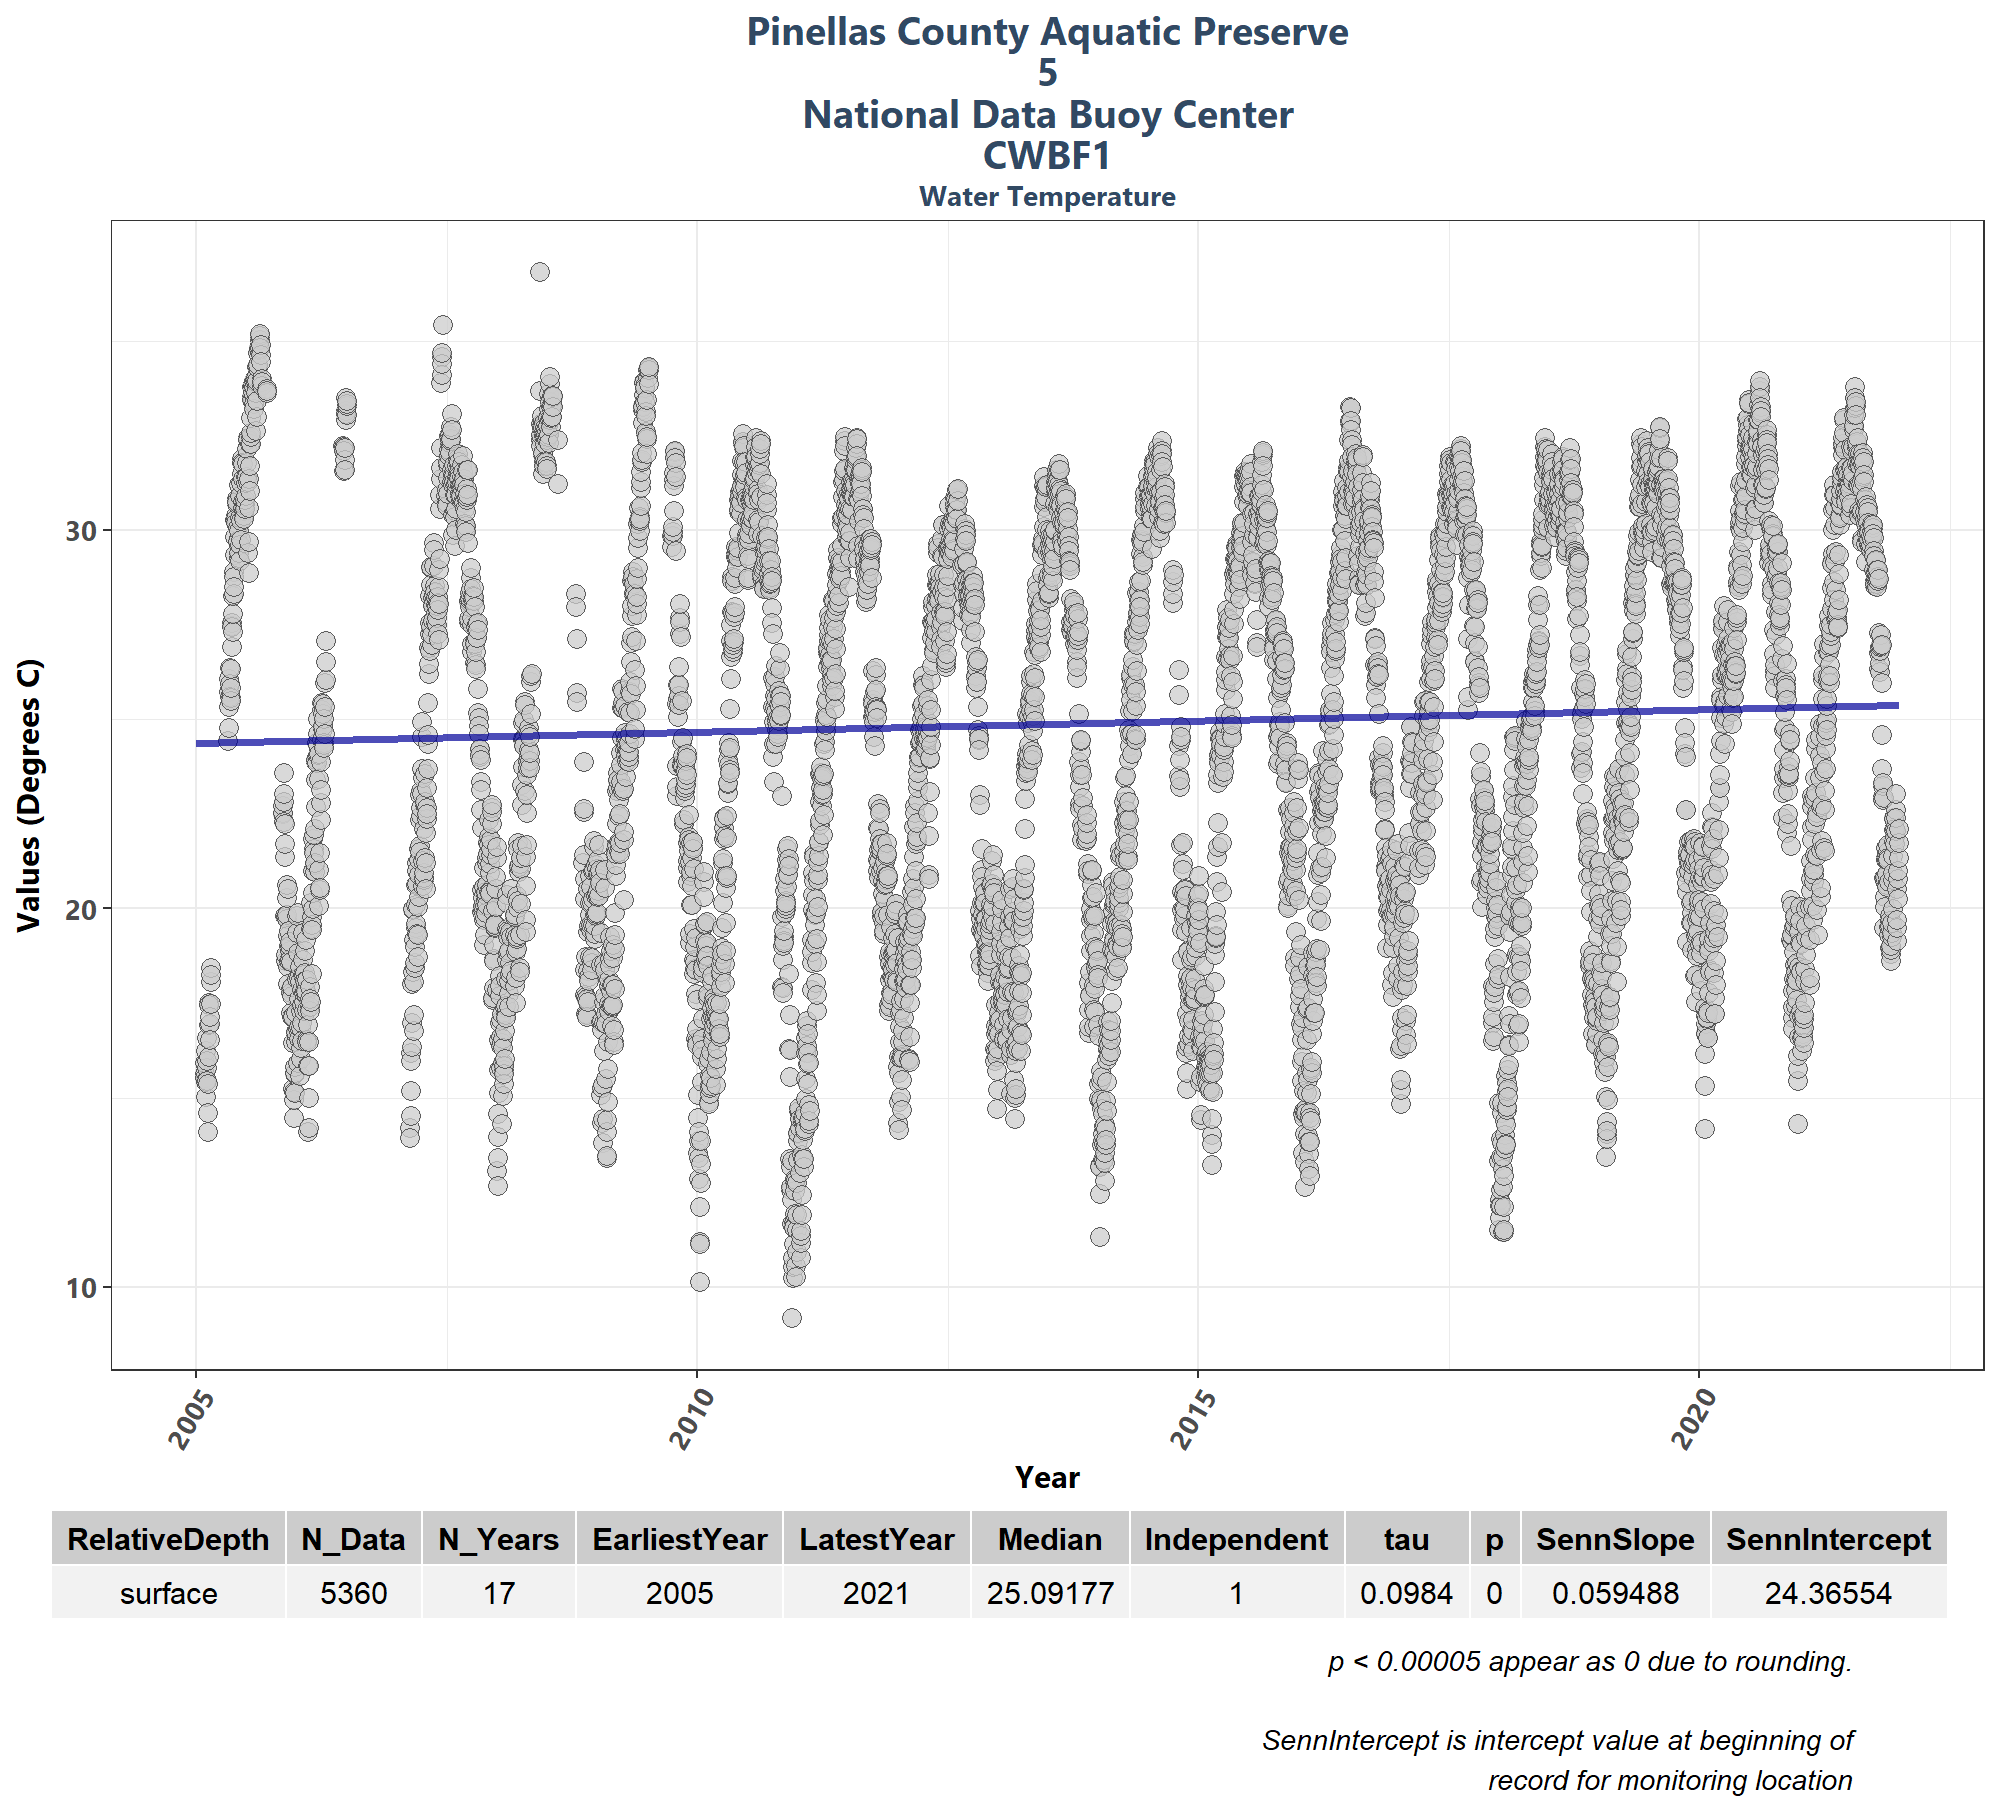 Pinellas County Aquatic Preserve
5
National Data Buoy Center
CWBF1
Water Temperature
Values (Degrees C)
30
20
10
2005
2010
2015
2020
Year
RelativeDepth N_Data N_Years EarliestYear LatestYear Median Independent tau p SennSlope SennIntercept
surface 5360 17 2005 2021 25.09177 1 0.0984 0 0.059488 24.36554
p < 0.00005 appear as 0 due to rounding.
SennIntercept is intercept value at beginning of
record for monitoring location